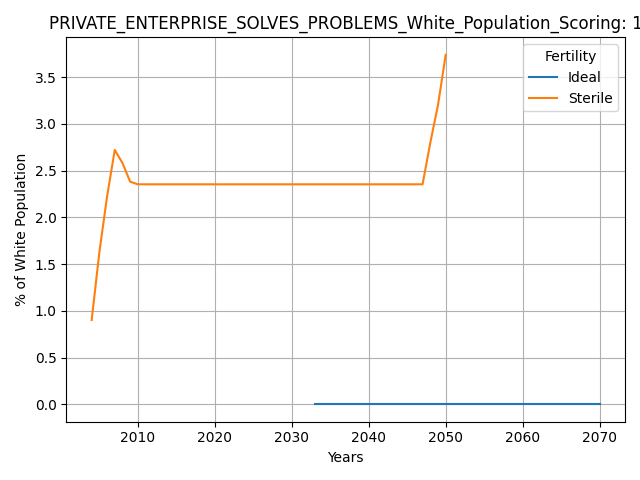 PRIVATE_ENTERPRISE_SOLVES_PROBLEMS_White_Population_Scoring: 1
Fertility
Ideal
Sterile
% of White Population
3.5
3.0
2.5
2.0
1.5
1.0
0.5
0.0
2010 2020 2030 2040 2050 2060 2070
Years